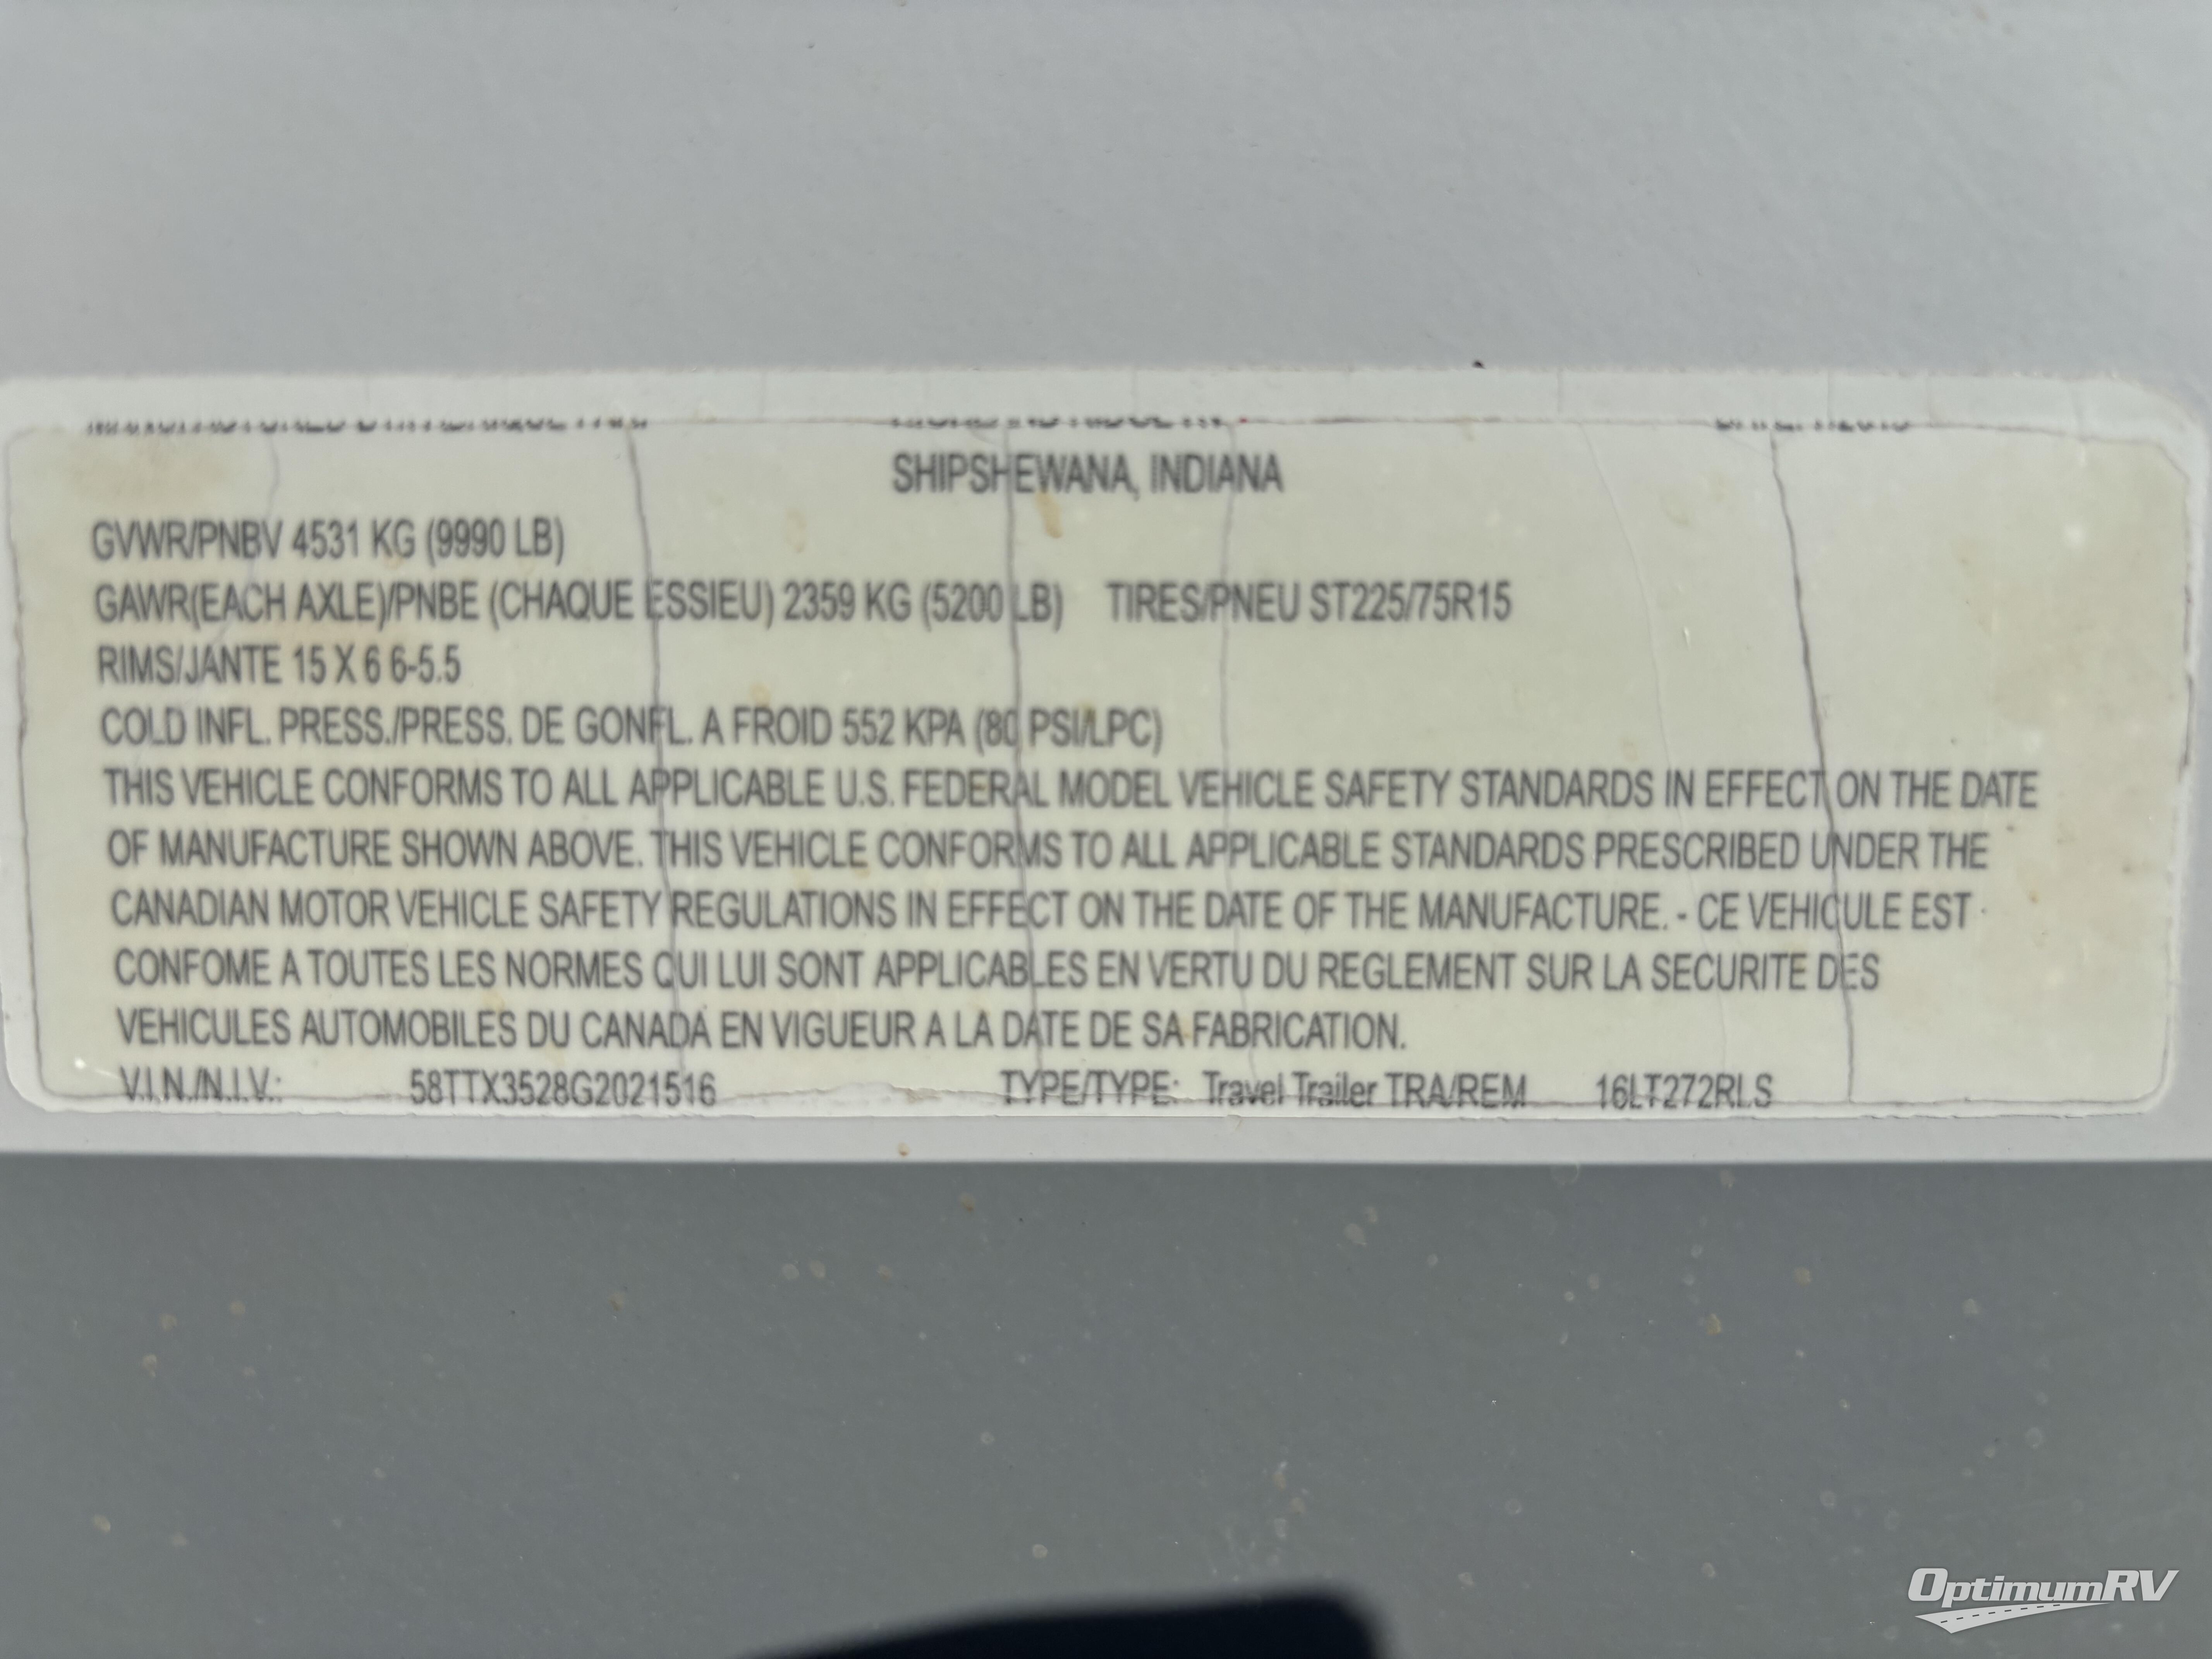 SHIPSHEWANA, INDIANA
GVWR/PNBV 4531 KG (9990 LB)
GAWR(EACH AXLE)/PNBE (CHAQUE ESSIEU) 2359 KG (5200 LB) TIRES/PNEU ST225/75R15
RIMS/JANTE 15 X 6 6-5.5
COLD INFL. PRESS./PRESS. DE GONFL. A FROID 552 KPA (80 PSI/LPC)
THIS VEHICLE CONFORMS TO ALL APPLICABLE U.S. FEDERAL MODEL VEHICLE SAFETY STANDARDS IN EFFECT ON THE DATE
OF MANUFACTURE SHOWN ABOVE. THIS VEHICLE CONFORMS TO ALL APPLICABLE STANDARDS PRESCRIBED UNDER THE
CANADIAN MOTOR VEHICLE SAFETY REGULATIONS IN EFFECT ON THE DATE OF THE MANUFACTURE. - CE VEHICULE EST
CONFOME A TOUTES LES NORMES QUI LUI SONT APPLICABLES EN VERTU DU REGLEMENT SUR LA SECURITE DES
VEHICULES AUTOMOBILES DU CANADA EN VIGUEUR A LA DATE DE SA FABRICATION.
V.I.N./N.I.V.: 58TTX3528G2021516 TYPE/TYPE: Travel Trailer TRA/REM 16LT272RLS
OptimumRV